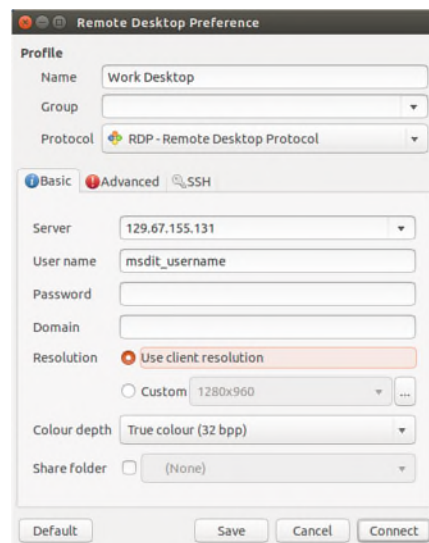 Remote Desktop Preference
Profile
Name Work Desktop
Group
Protocol RDP - Remote Desktop Protocol
Basic Advanced SSH
Server 129.67.155.131
User name msdit_username
Password
Domain
Resolution Use client resolution
Custom 1280x960 ...
Colour depth True colour (32 bpp)
Share folder (None)
Default Save Cancel Connect